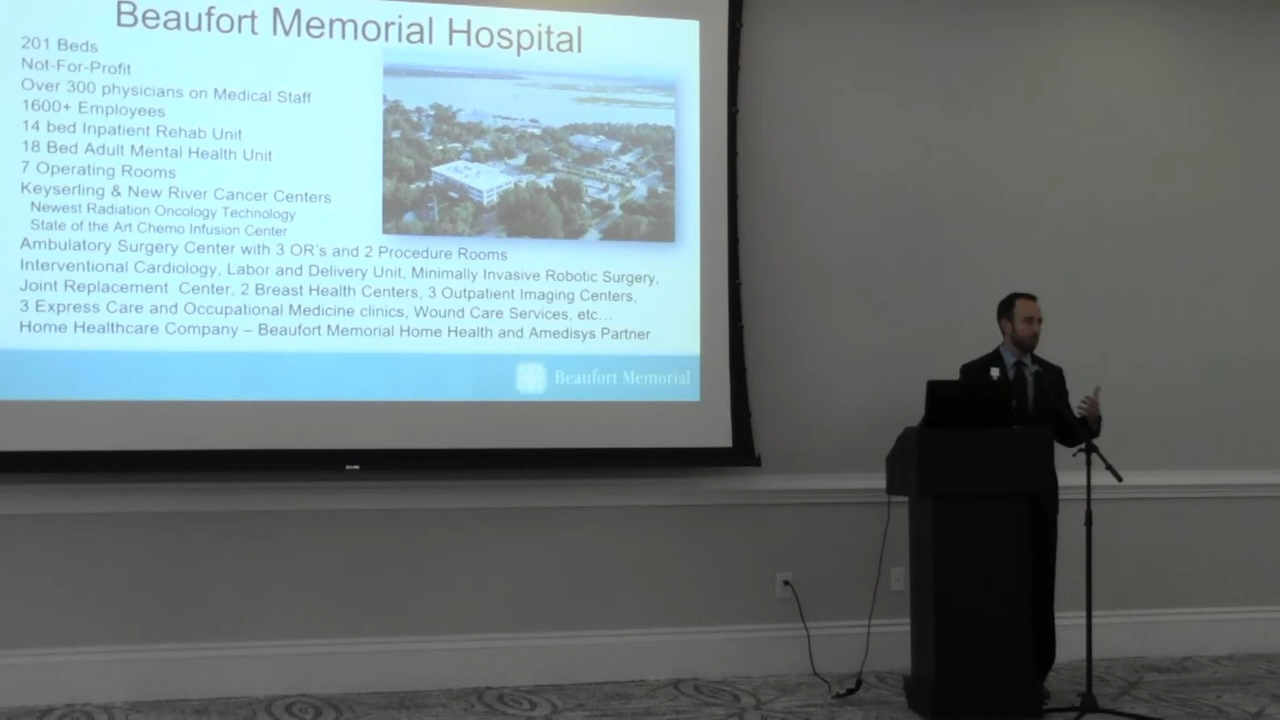 Beaufort Memorial Hospital
201 Beds
Not-For-Profit
Over 300 physicians on Medical Staff
1600+ Employees
14 bed Inpatient Rehab Unit
18 Bed Adult Mental Health Unit
7 Operating Rooms
Keyserling & New River Cancer Centers
Newest Radiation Oncology Technology
State of the Art Chemo Infusion Center
Ambulatory Surgery Center with 3 OR's and 2 Procedure Rooms
Interventional Cardiology, Labor and Delivery Unit, Minimally Invasive Robotic Surgery,
Joint Replacement Center, 2 Breast Health Centers, 3 Outpatient Imaging Centers,
3 Express Care and Occupational Medicine clinics, Wound Care Services, etc...
Home Healthcare Company – Beaufort Memorial Home Health and Amedisys Partner
Beaufort Memorial